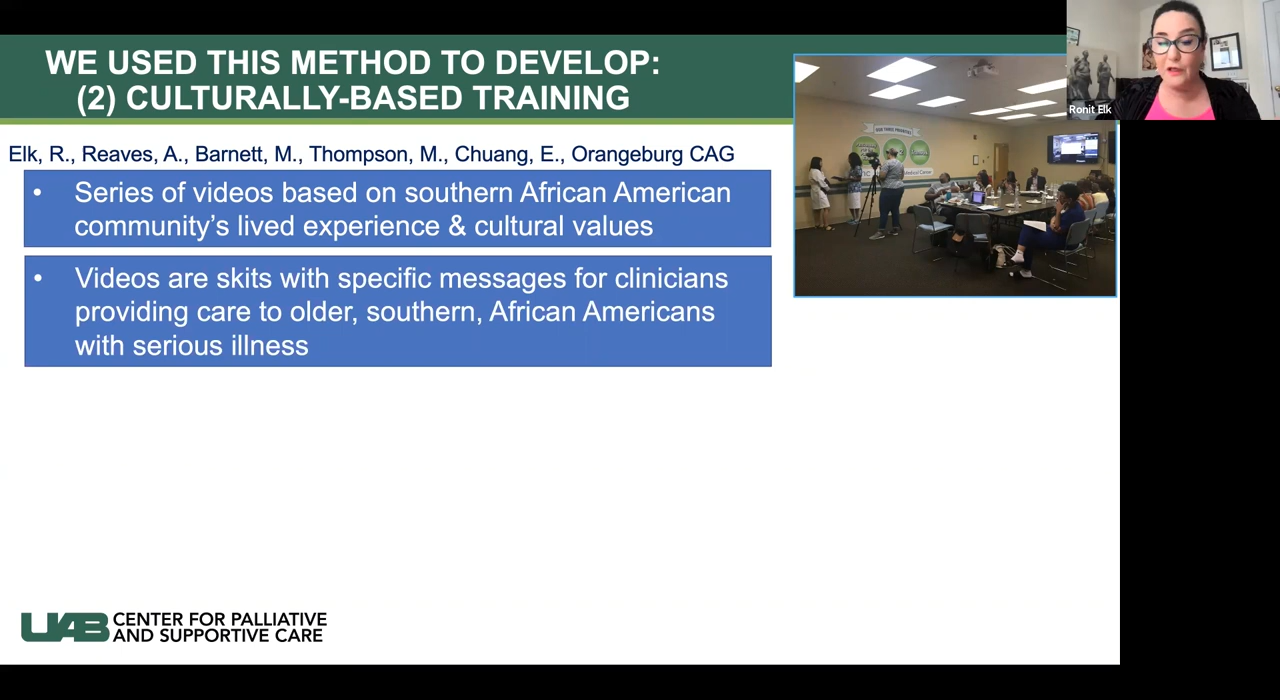 WE USED THIS METHOD TO DEVELOP:
(2) CULTURALLY-BASED TRAINING
Ronit Elk
Elk, R., Reaves, A., Barnett, M., Thompson, M., Chuang, E., Orangeburg CAG
• Series of videos based on southern African American
community’s lived experience & cultural values
• Videos are skits with specific messages for clinicians
providing care to older, southern, African Americans
with serious illness
UAB CENTER FOR PALLIATIVE
AND SUPPORTIVE CARE